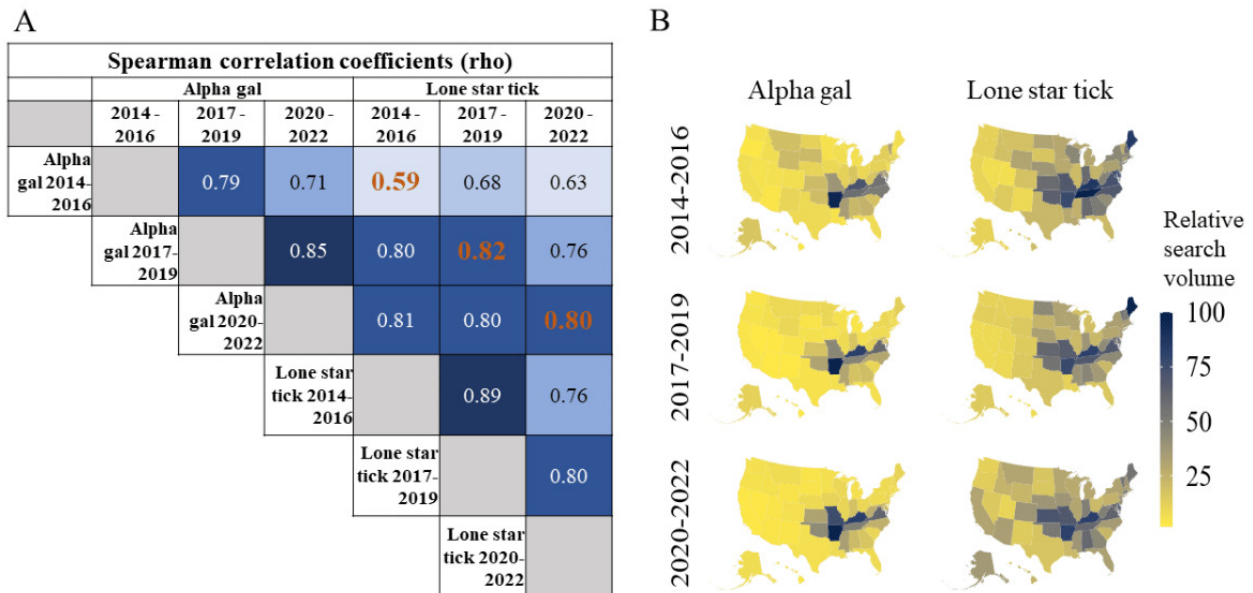 A
Spearman correlation coefficients (rho)
Alpha gal Lone star tick
2014 - 2017 - 2020 - 2014 - 2017 - 2020 -
2016 2019 2022 2016 2019 2022
Alpha
gal 2014-
2016
0.79 0.71 0.59 0.68 0.63
Alpha
gal 2017-
2019
0.85 0.80 0.82 0.76
Alpha
gal 2020-
2022
0.81 0.80 0.80
Lone star
tick 2014-
2016
0.89 0.76
Lone star
tick 2017-
2019
0.80
Lone star
tick 2020-
2022
B
Alpha gal Lone star tick
2014-2016
2017-2019
2020-2022
Relative
search
volume
100
75
50
25